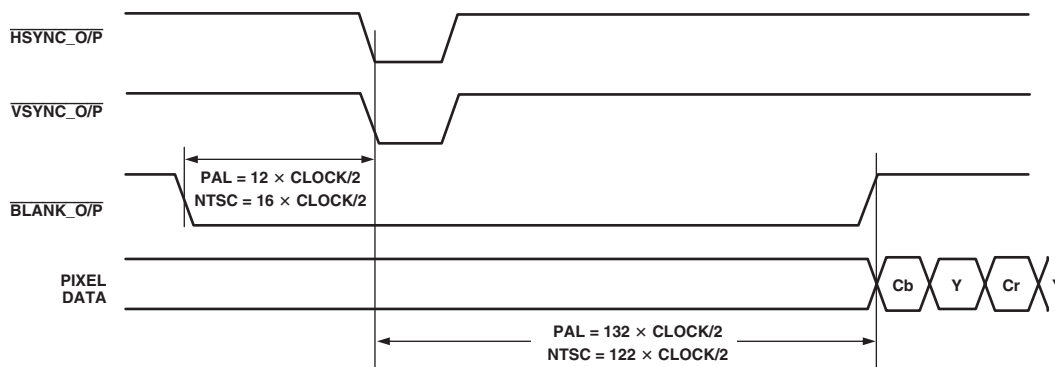 HSYNC_O/P
VSYNC_O/P
PAL = 12 × CLOCK/2
NTSC = 16 × CLOCK/2
BLANK_O/P
PIXEL
DATA
Cb
Y
Cr
Y
PAL = 132 × CLOCK/2
NTSC = 122 × CLOCK/2